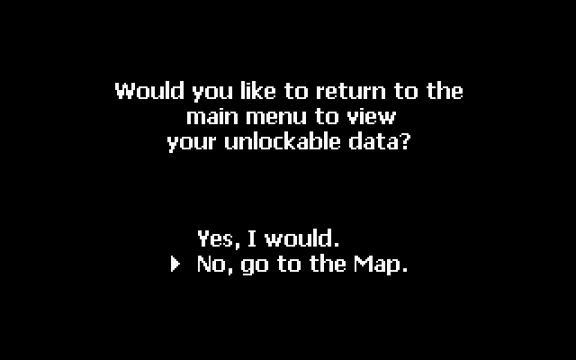 Would you like to return to the
main menu to view
your unlockable data?
Yes, I would.
No, go to the Map.